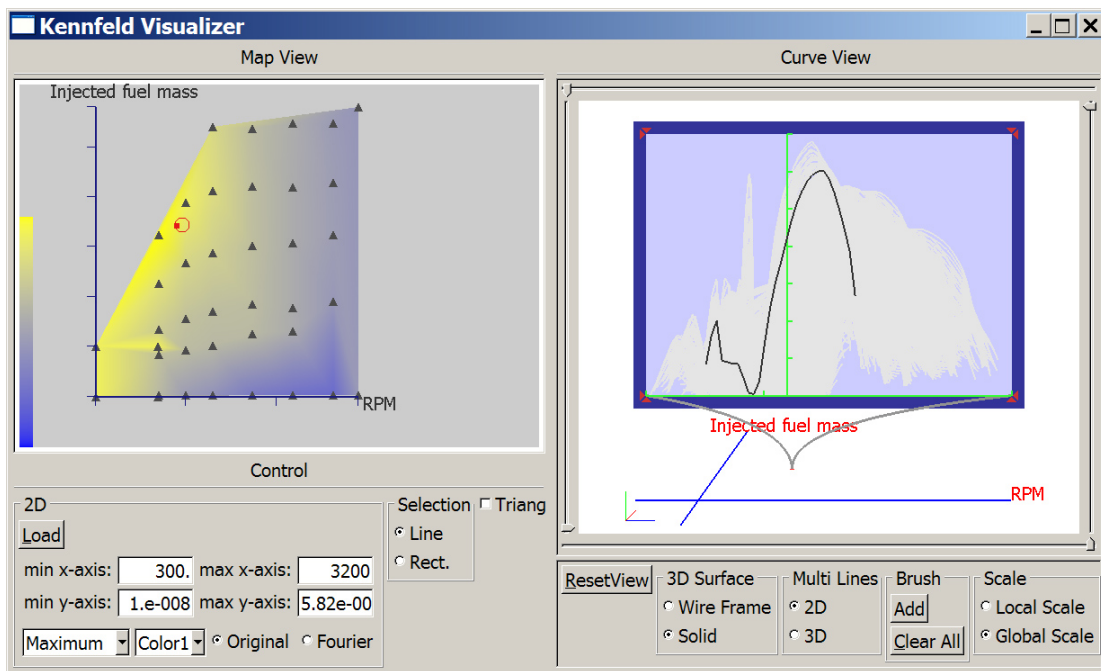 Kennfeld Visualizer
Map View
Curve View
Injected fuel mass
RPM
Injected fuel mass
RPM
Control
2D
Load
min x-axis: 300. max x-axis: 3200
min y-axis: 1.e-008 max y-axis: 5.82e-00
Maximum Color1 Original Fourier
Selection
Line
Rect.
Triang
ResetView
3D Surface
Wire Frame
Solid
Multi Lines
2D
3D
Brush
Add
Clear All
Scale
Local Scale
Global Scale